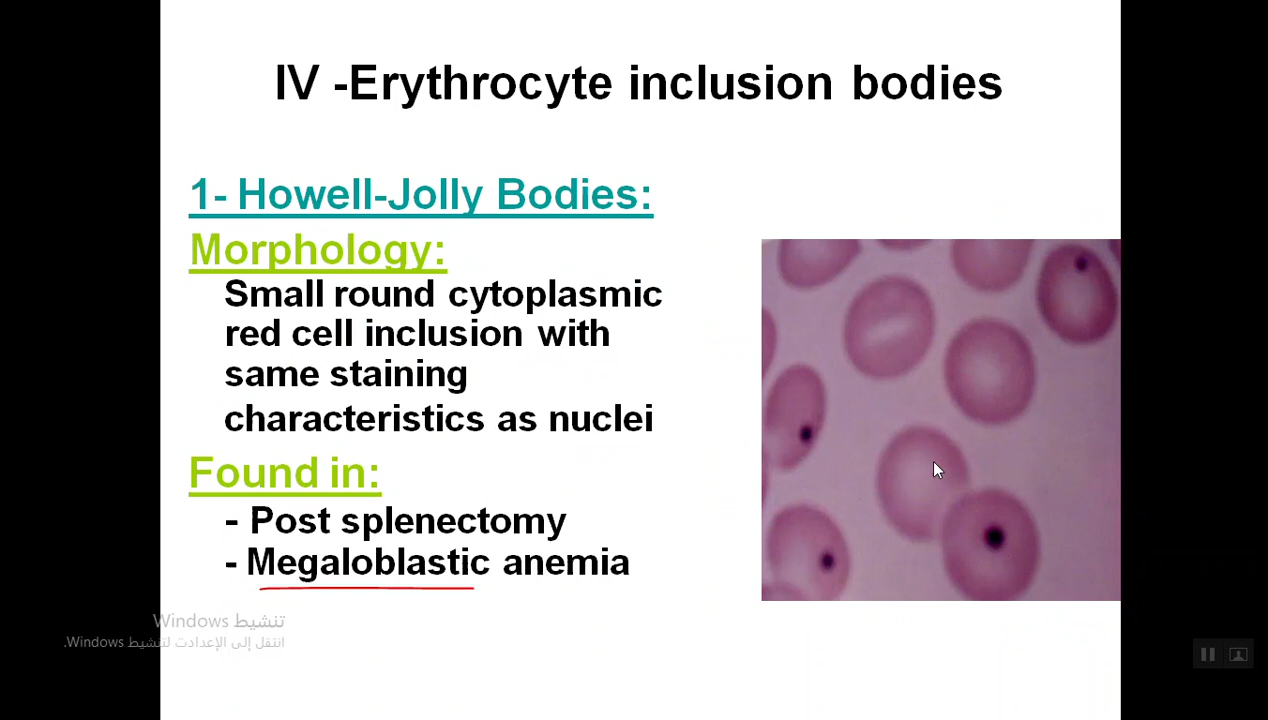 IV -Erythrocyte inclusion bodies
1- Howell-Jolly Bodies:
Morphology:
Small round cytoplasmic
red cell inclusion with
same staining
characteristics as nuclei
Found in:
- Post splenectomy
- Megaloblastic anemia
تنشيط Windows
انتقل إلى الإعدادت لتنشيط Windows.